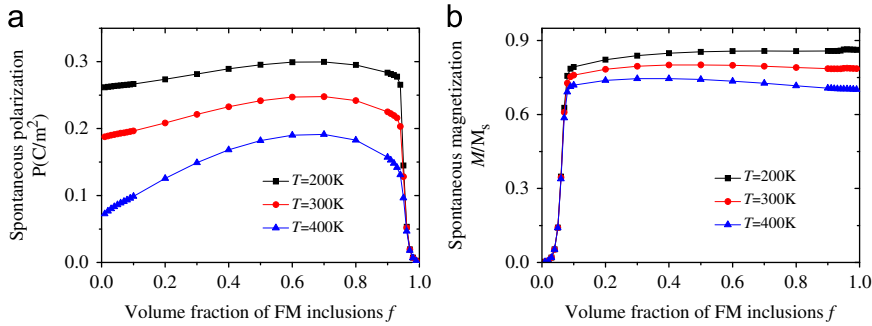 a
Spontaneous polarization
P(C/m²)
0.3
0.2
0.1
0.0
T=200K
T=300K
T=400K
0.0 0.2 0.4 0.6 0.8 1.0
Volume fraction of FM inclusions f
b
Spontaneous magnetization
M/Mₛ
0.9
0.6
0.3
0.0
T=200K
T=300K
T=400K
0.0 0.2 0.4 0.6 0.8 1.0
Volume fraction of FM inclusions f